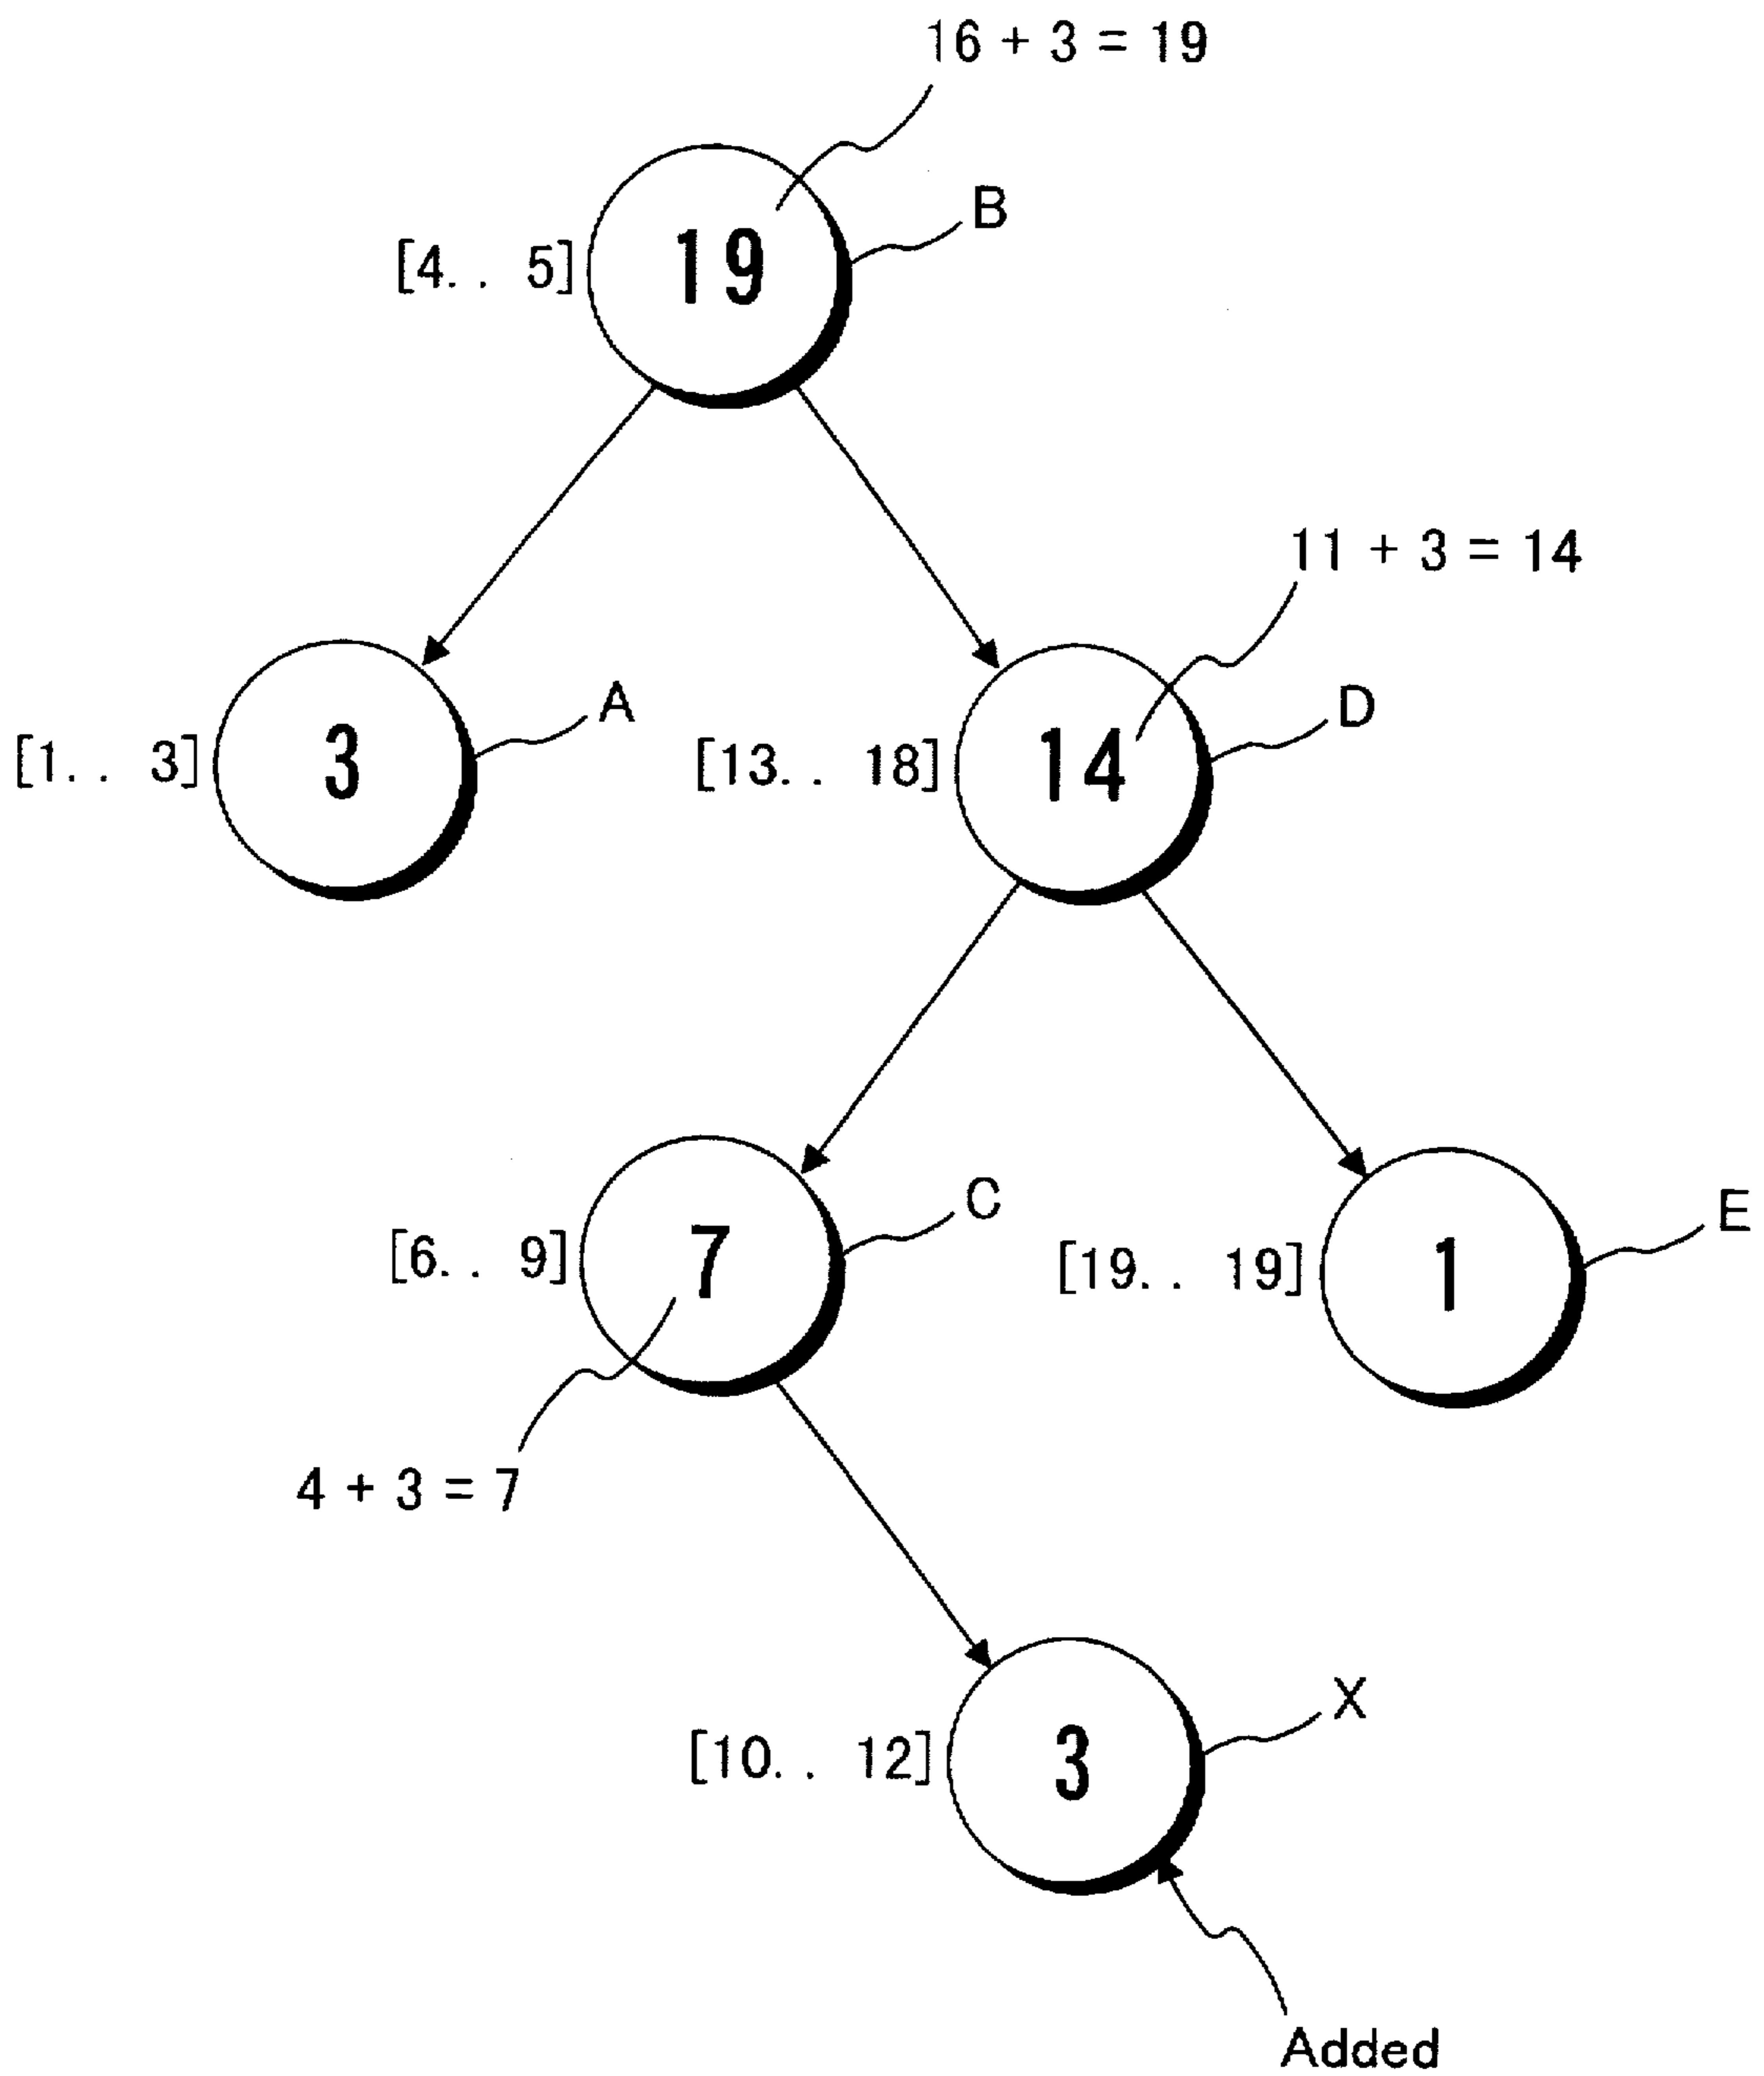 16 + 3 = 19
B
[4. . 5]
19
11 + 3 = 14
A
D
[1. . 3]
3
[13. . 18]
14
C
E
[6. . 9]
7
[19. . 19]
1
4 + 3 = 7
X
[10. . 12]
3
Added